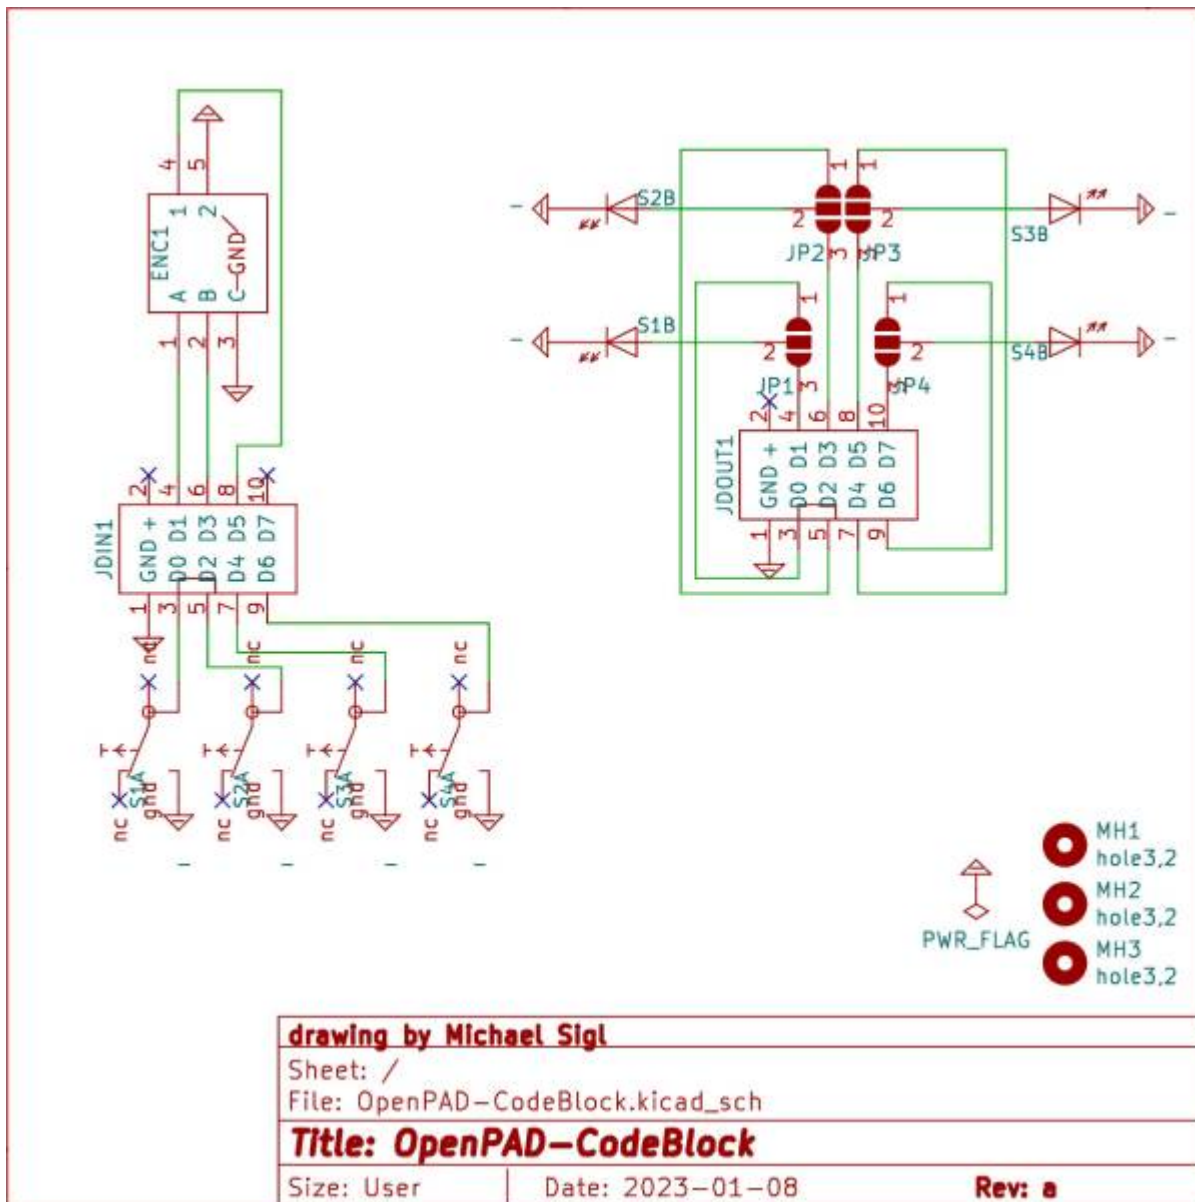 4
5
ENC1
1
2
A
B
C-GND
1
2
3
JDIN1
2
4
6
8
10
GND +
D0 D1
D2 D3
D4 D5
D6 D7
1
3
5
7
9
nc
nc
nc
nc
S1A
S2A
S3A
S4A
nc
gnd
nc
gnd
nc
gnd
nc
gnd
-
-
-
-
-
S2B
2
1
3
JP2
1
2
3
JP3
S3B
-
-
S1B
2
1
3
JP1
1
2
3
JP4
S4B
-
JDOUT1
2
4
6
8
10
GND +
D0 D1
D2 D3
D4 D5
D6 D7
1
3
5
7
9
PWR_FLAG
MH1
hole3,2
MH2
hole3,2
MH3
hole3,2
drawing by Michael Sigl
Sheet: /
File: OpenPAD-CodeBlock.kicad_sch
Title: OpenPAD-CodeBlock
Size: User
Date: 2023-01-08
Rev: a